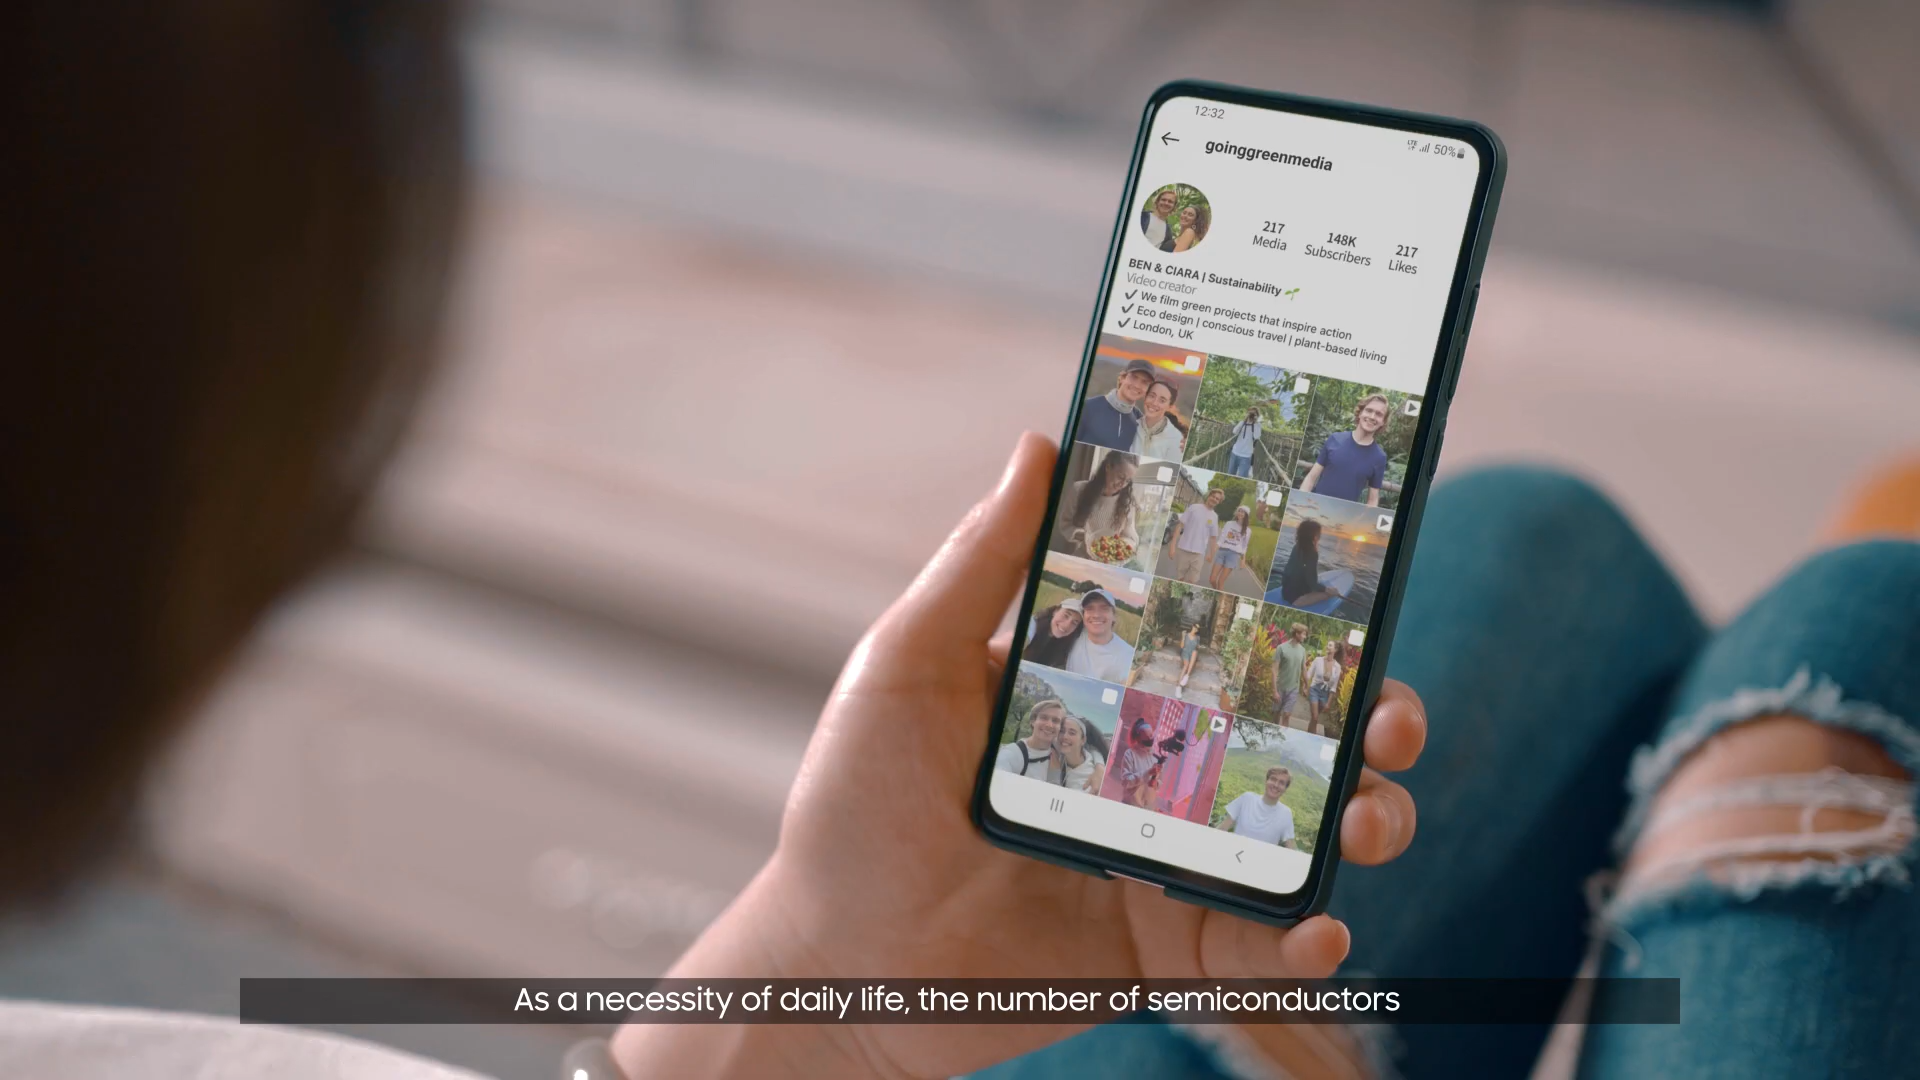 12:32
LTE 50%
goinggreenmedia
217 Media
148K Subscribers
217 Likes
BEN & CIARA | Sustainability
Video creator
✔ We film green projects that inspire action
✔ Eco design | conscious travel | plant-based living
✔ London, UK
As a necessity of daily life, the number of semiconductors